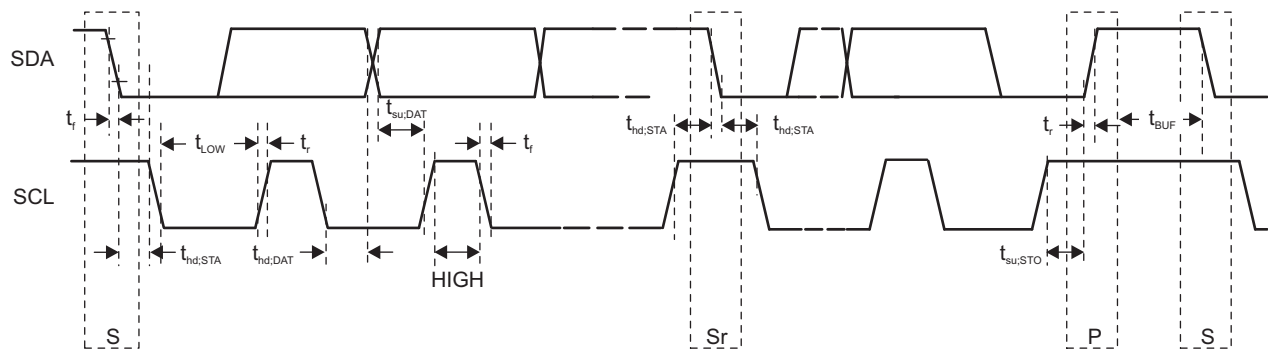 SDA
t_f
t_LOW
t_r
t_su;DAT
t_f
t_hd;STA
t_hd;STA
t_r
t_BUF
SCL
t_hd;STA
t_hd;DAT
HIGH
t_su;STO
S
Sr
P
S